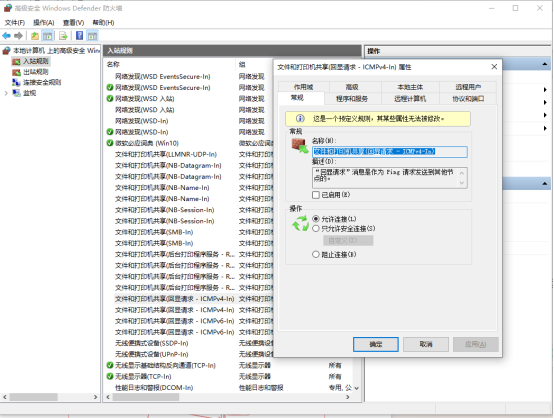 高级安全 Windows Defender 防火墙
文件(F) 操作(A) 查看(V) 帮助(H)
本地计算机 上的高级安全 Win
入站规则
出站规则
连接安全规则
监视
入站规则
名称 组
网络发现(WSD EventsSecure-In) 网络发现
网络发现(WSD EventsSecure-In) 网络发现
网络发现(WSD 入站) 网络发现
网络发现(WSD 入站) 网络发现
网络发现(WSD-In) 网络发现
网络发现(WSD-In) 网络发现
微软必应词典 (Win10) 微软必应词典
文件和打印机共享(LLMNR-UDP-In) 文件和打印
文件和打印机共享(NB-Datagram-In) 文件和打印
文件和打印机共享(NB-Datagram-In) 文件和打印
文件和打印机共享(NB-Name-In) 文件和打印
文件和打印机共享(NB-Name-In) 文件和打印
文件和打印机共享(NB-Session-In) 文件和打印
文件和打印机共享(NB-Session-In) 文件和打印
文件和打印机共享(SMB-In) 文件和打印
文件和打印机共享(SMB-In) 文件和打印
文件和打印机共享(后台打印程序服务 - R... 文件和打印
文件和打印机共享(后台打印程序服务 - R... 文件和打印
文件和打印机共享(后台打印程序服务 - R... 文件和打印
文件和打印机共享(后台打印程序服务 - R... 文件和打印
文件和打印机共享(回显请求 - ICMPv4-In) 文件和打印
文件和打印机共享(回显请求 - ICMPv4-In) 文件和打印
文件和打印机共享(回显请求 - ICMPv6-In) 文件和打印
文件和打印机共享(回显请求 - ICMPv6-In) 文件和打印
无线便携式设备(SSDP-In) 无线便携设
无线便携式设备(UPnP-In) 无线便携设
无线显示基础结构反向通道(TCP-In) 无线显示器 所有
无线显示器(TCP-In) 无线显示器 所有
性能日志和警报(DCOM-In) 性能日志和警报 专用, 公
操作
文件和打印机共享(回显请求 - ICMPv4-In) 属性
作用域 高级 本地主体 远程用户
常规 程序和服务 远程计算机 协议和端口
这是一个预定义规则，其某些属性无法被修改。
常规
名称(N):
文件和打印机共享(回显请求 - ICMPv4-In)
描述(D):
“回显请求”消息是作为 Ping 请求发送到其他节
点的。
已启用(E)
操作
允许连接(L)
只允许安全连接(S)
阻止连接(B)
确定 取消 应用(A)